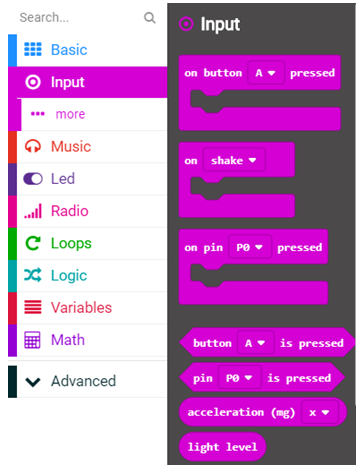 Search...
Basic
Input
more
Music
Led
Radio
Loops
Logic
Variables
Math
Advanced
Input
on button A pressed
on shake
on pin P0 pressed
button A is pressed
pin P0 is pressed
acceleration (mg) x
light level